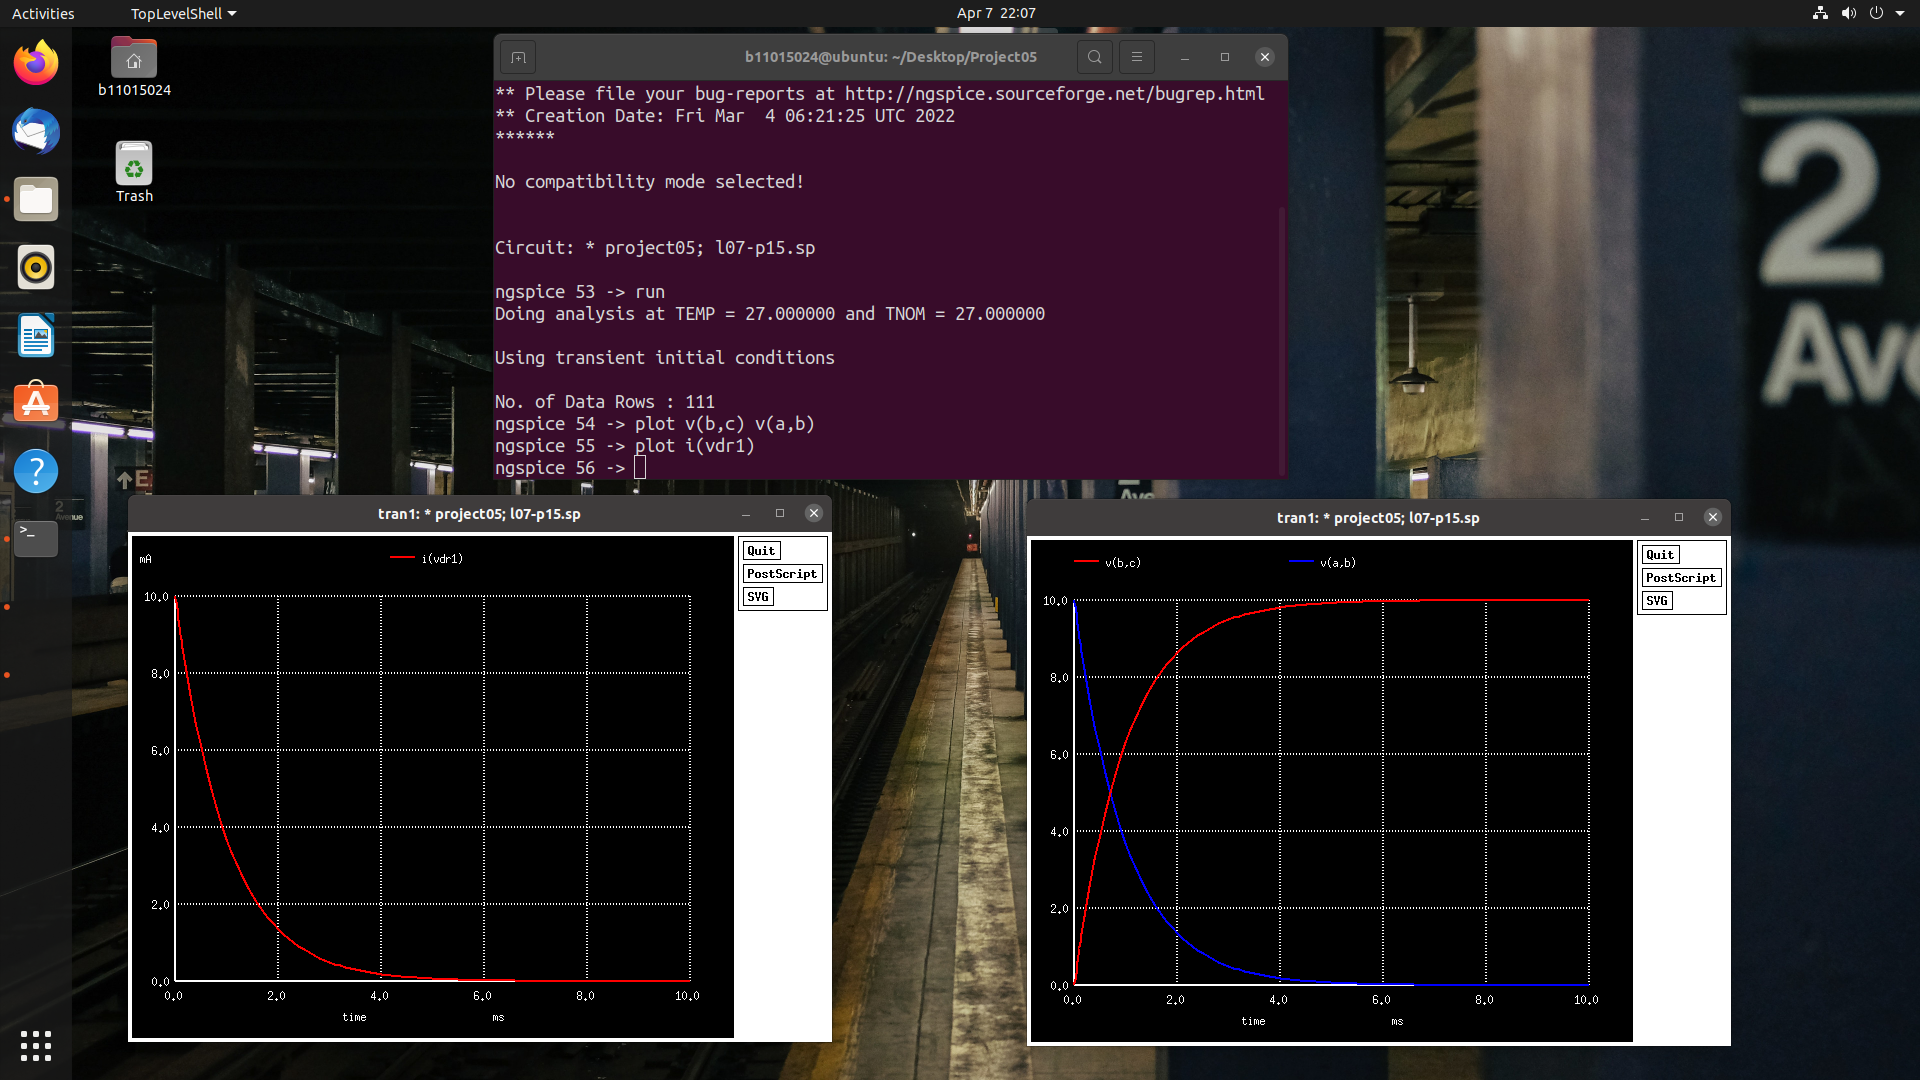 Activities
TopLevelShell
Apr 7 22:07
b11015024
Trash
b11015024@ubuntu: ~/Desktop/Project05
** Please file your bug-reports at http://ngspice.sourceforge.net/bugrep.html
** Creation Date: Fri Mar  4 06:21:25 UTC 2022
******
No compatibility mode selected!
Circuit: * project05; l07-p15.sp
ngspice 53 -> run
Doing analysis at TEMP = 27.000000 and TNOM = 27.000000
Using transient initial conditions
No. of Data Rows : 111
ngspice 54 -> plot v(b,c) v(a,b)
ngspice 55 -> plot i(vdr1)
ngspice 56 ->
2
Ave
2
Avenue
Ave
tran1: * project05; l07-p15.sp
mA
i(vdr1)
10.0
8.0
6.0
4.0
2.0
0.0
0.0 2.0 4.0 6.0 8.0 10.0
time ms
Quit
PostScript
SVG
tran1: * project05; l07-p15.sp
v(b,c) v(a,b)
10.0
8.0
6.0
4.0
2.0
0.0
0.0 2.0 4.0 6.0 8.0 10.0
time ms
Quit
PostScript
SVG